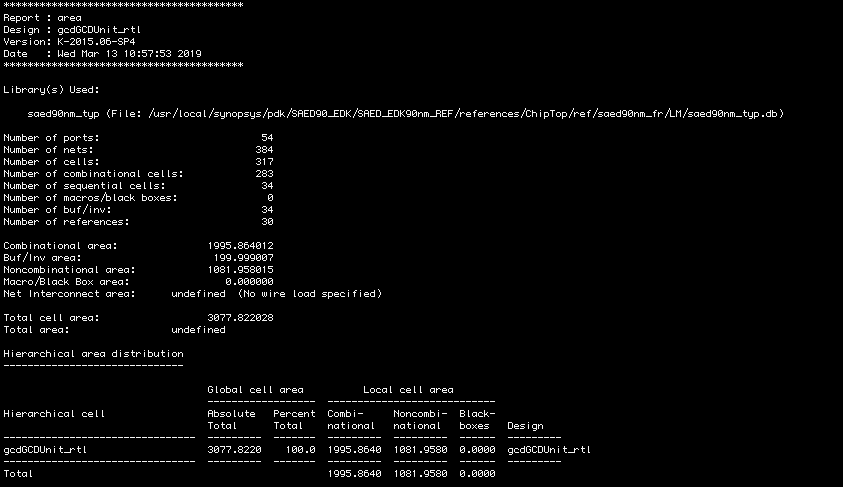 ****************************************
Report : area
Design : gcdGCDUnit_rtl
Version: K-2015.06-SP4
Date   : Wed Mar 13 10:57:53 2019
****************************************
Library(s) Used:
saed90nm_typ (File: /usr/local/synopsys/pdk/SAED90_EDK/SAED_EDK90nm_REF/references/ChipTop/ref/saed90nm_fr/LM/saed90nm_typ.db)
Number of ports: 54
Number of nets: 384
Number of cells: 317
Number of combinational cells: 283
Number of sequential cells: 34
Number of macros/black boxes: 0
Number of buf/inv: 34
Number of references: 30
Combinational area: 1995.864012
Buf/Inv area: 199.999007
Noncombinational area: 1081.958015
Macro/Black Box area: 0.000000
Net Interconnect area: undefined (No wire load specified)
Total cell area: 3077.822028
Total area: undefined
Hierarchical area distribution
------------------------------
Global cell area Local cell area
------------------ ----------------------------
Hierarchical cell Absolute Percent Combi- Noncombi- Black-
Total Total national national boxes Design
-------------------------------- --------- ------- --------- --------- ------ ---------
gcdGCDUnit_rtl 3077.8220 100.0 1995.8640 1081.9580 0.0000 gcdGCDUnit_rtl
-------------------------------- --------- ------- --------- --------- ------ ---------
Total 1995.8640 1081.9580 0.0000